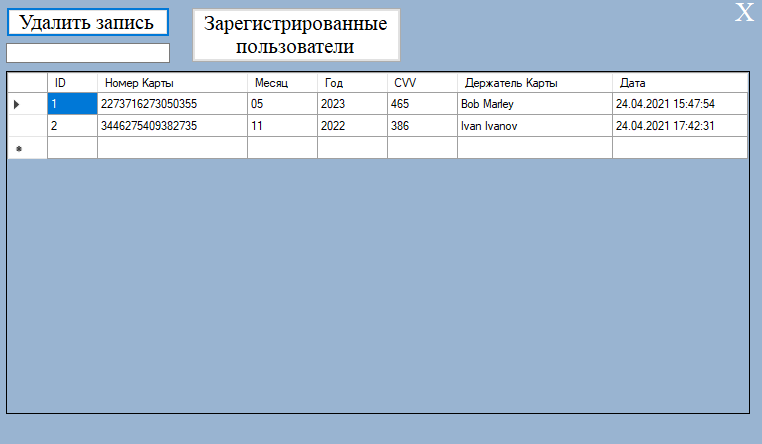 Удалить запись
Зарегистрированные
пользователи
X
ID Номер Карты Месяц Год CVV Держатель Карты Дата
1 2273716273050355 05 2023 465 Bob Marley 24.04.2021 15:47:54
2 3446275409382735 11 2022 386 Ivan Ivanov 24.04.2021 17:42:31